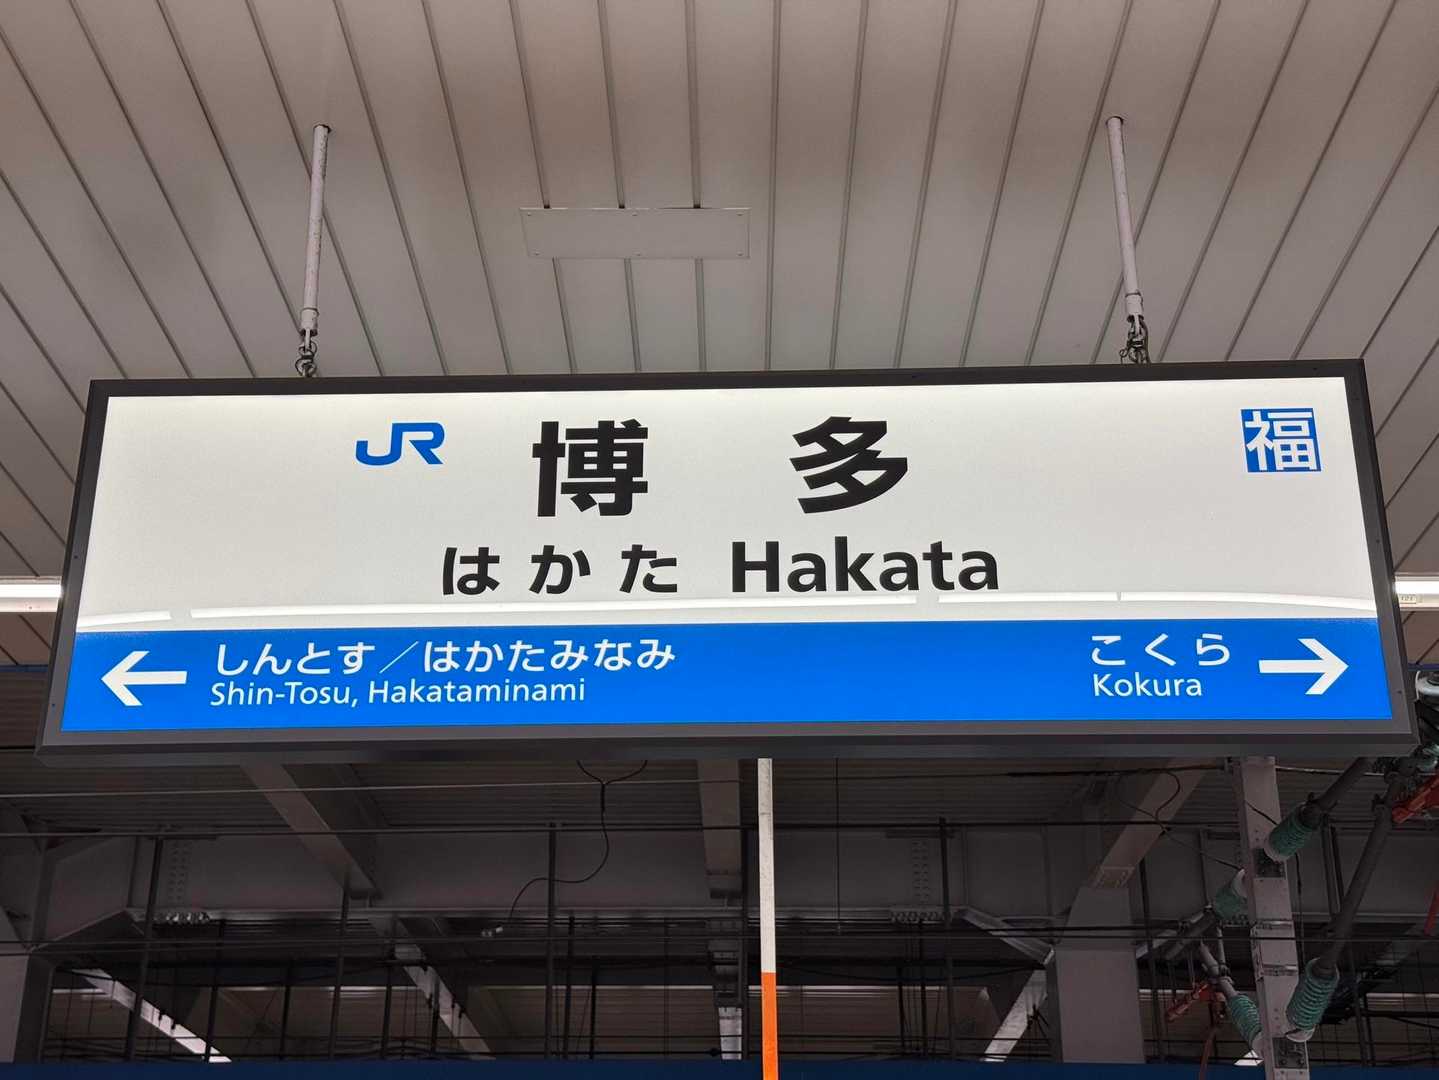 JR 博多 福
はかた Hakata
← しんとす／はかたみなみ こくら →
Shin-Tosu, Hakataminami Kokura